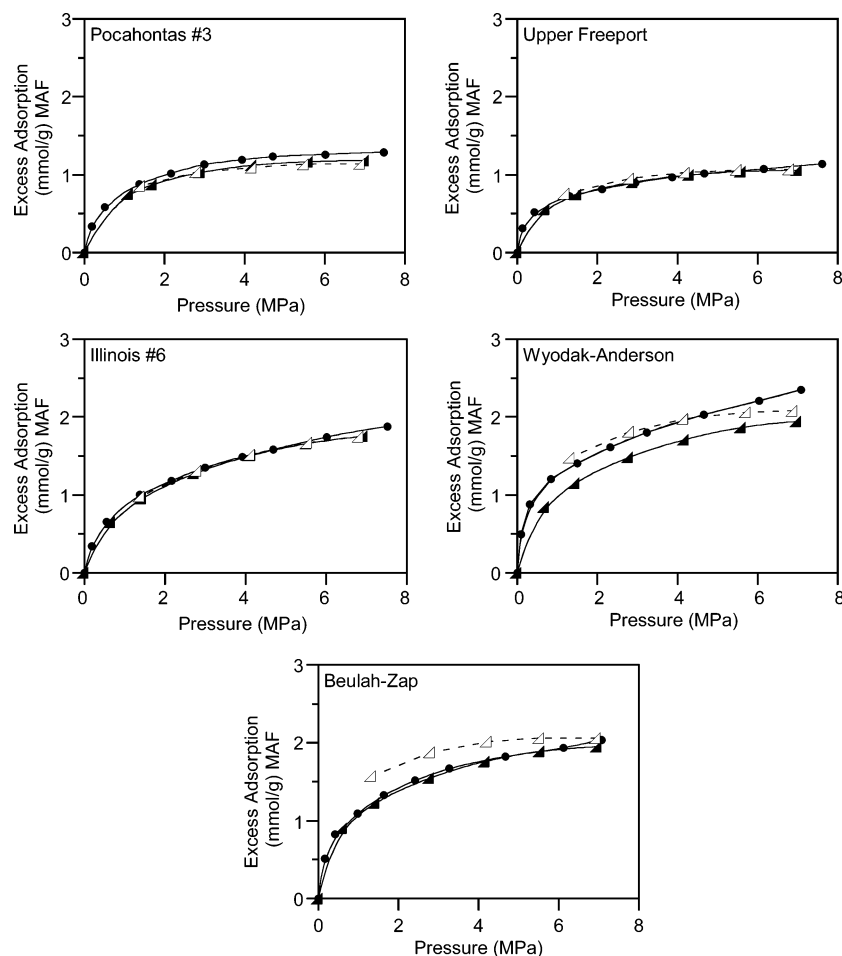 Pocahontas #3
3
2
1
0
Excess Adsorption
(mmol/g) MAF
0 2 4 6 8
Pressure (MPa)
Upper Freeport
3
2
1
0
Excess Adsorption
(mmol/g) MAF
0 2 4 6 8
Pressure (MPa)
Illinois #6
3
2
1
0
Excess Adsorption
(mmol/g) MAF
0 2 4 6 8
Pressure (MPa)
Wyodak-Anderson
3
2
1
0
Excess Adsorption
(mmol/g) MAF
0 2 4 6 8
Pressure (MPa)
Beulah-Zap
3
2
1
0
Excess Adsorption
(mmol/g) MAF
0 2 4 6 8
Pressure (MPa)